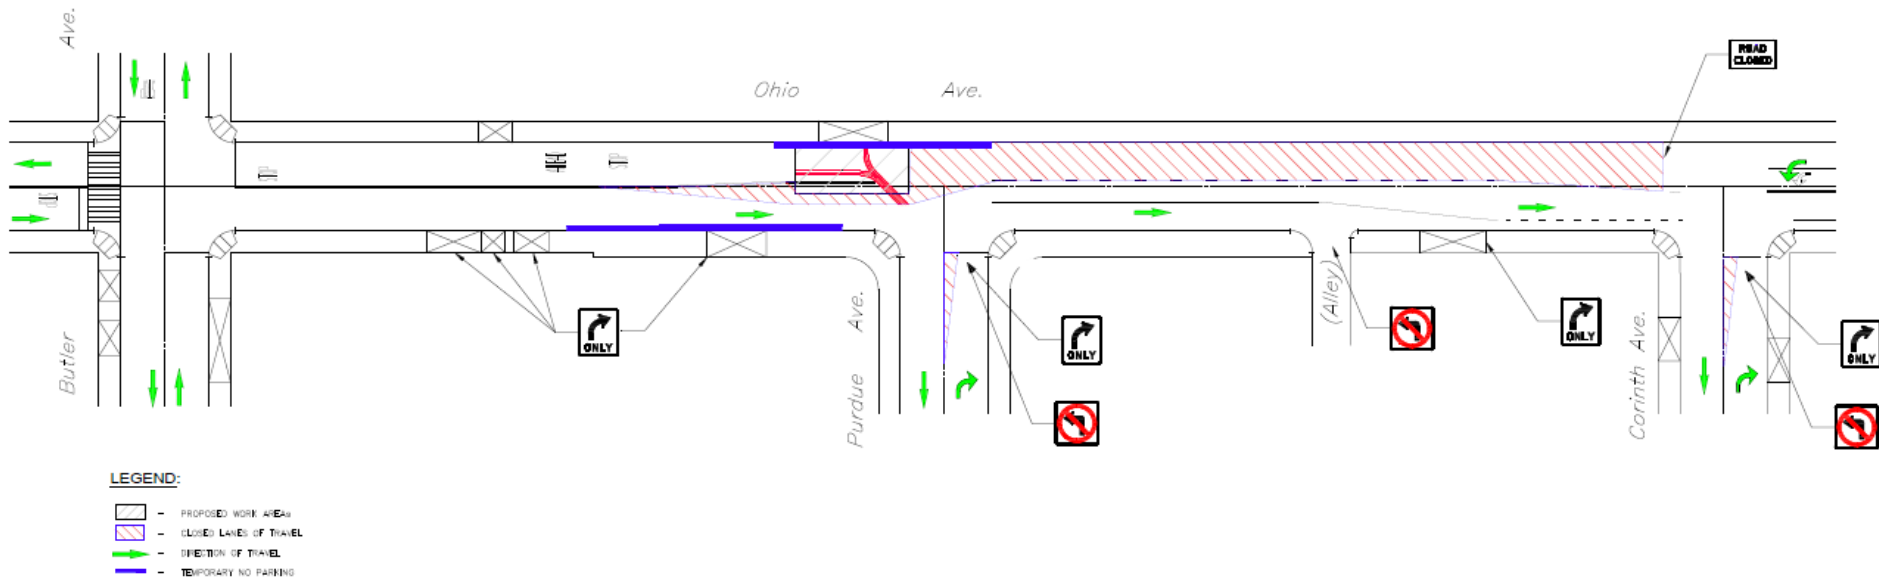 Ave.
Ohio Ave.
ROAD
CLOSED
ONLY
ONLY
ONLY
ONLY
Butler
Purdue Ave.
(Alley)
Corinth Ave.
LEGEND:
- PROPOSED WORK AREAs
- CLOSED LANES OF TRAVEL
- DIRECTION OF TRAVEL
- TEMPORARY NO PARKING